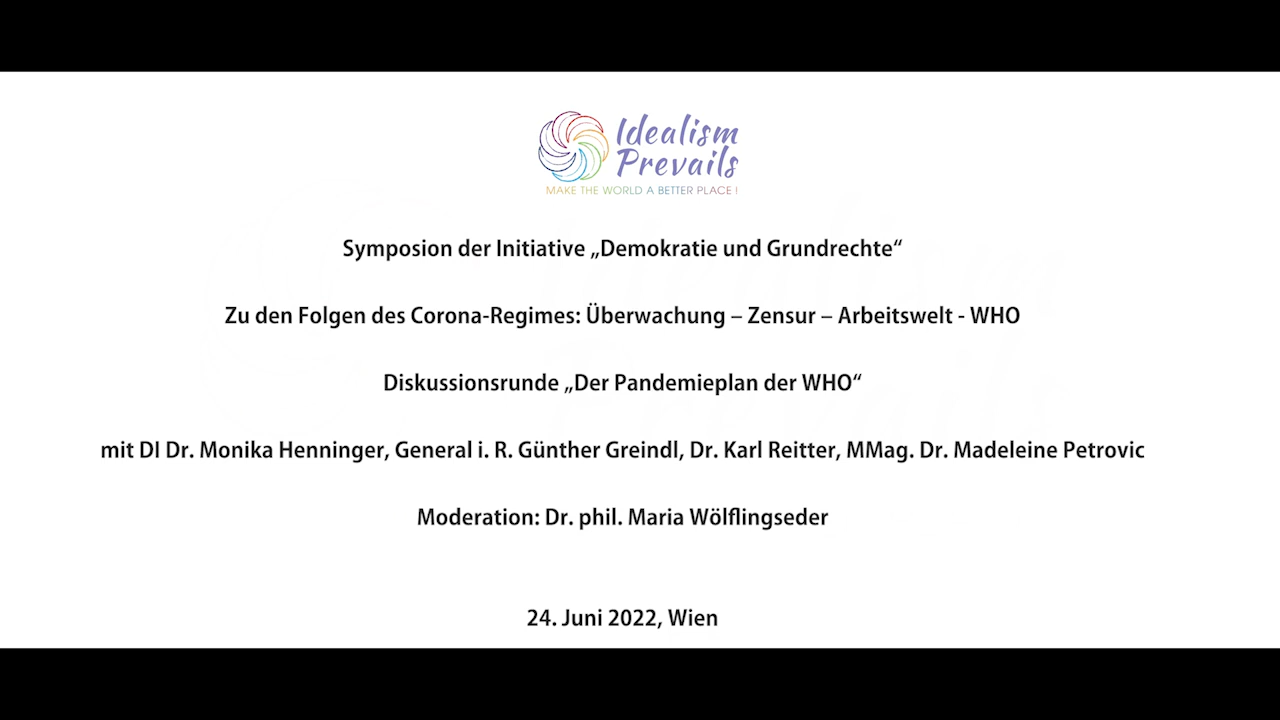 Idealism
Prevails
MAKE THE WORLD A BETTER PLACE !
Symposion der Initiative „Demokratie und Grundrechte“
Zu den Folgen des Corona-Regimes: Überwachung – Zensur – Arbeitswelt - WHO
Diskussionsrunde „Der Pandemieplan der WHO“
mit DI Dr. Monika Henninger, General i. R. Günther Greindl, Dr. Karl Reitter, MMag. Dr. Madeleine Petrovic
Moderation: Dr. phil. Maria Wölflingseder
24. Juni 2022, Wien